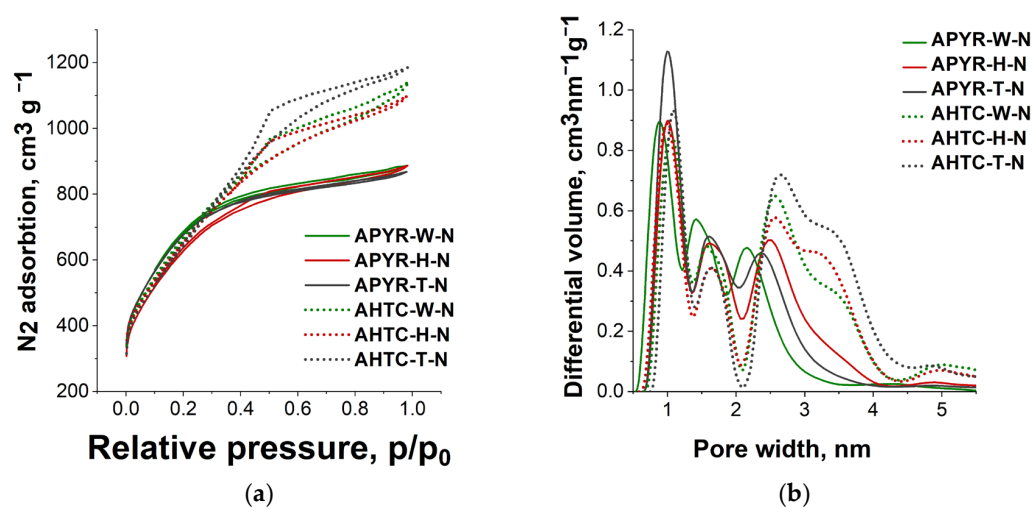 N2 adsorbtion, cm3 g −1
1200
1000
800
600
400
200
0.0 0.2 0.4 0.6 0.8 1.0
APYR-W-N
APYR-H-N
APYR-T-N
AHTC-W-N
AHTC-H-N
AHTC-T-N
Relative pressure, p/p0
(a)
Differential volume, cm3nm−1g−1
1.2
1.0
0.8
0.6
0.4
0.2
0.0
1 2 3 4 5
APYR-W-N
APYR-H-N
APYR-T-N
AHTC-W-N
AHTC-H-N
AHTC-T-N
Pore width, nm
(b)